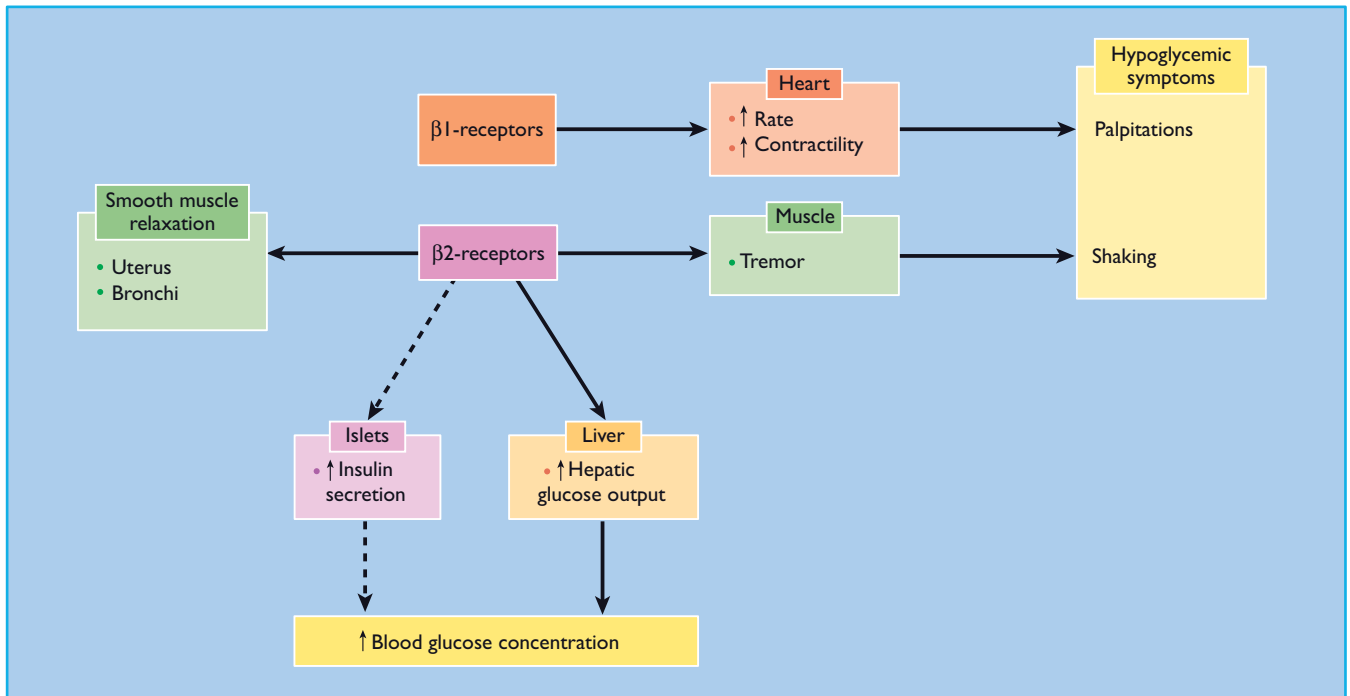 Hypoglycemic
symptoms
Heart
β1-receptors
• ↑ Rate
• ↑ Contractility
Palpitations
Smooth muscle
relaxation
• Uterus
• Bronchi
β2-receptors
Muscle
• Tremor
Shaking
Islets
• ↑ Insulin
secretion
Liver
• ↑ Hepatic
glucose output
↑ Blood glucose concentration